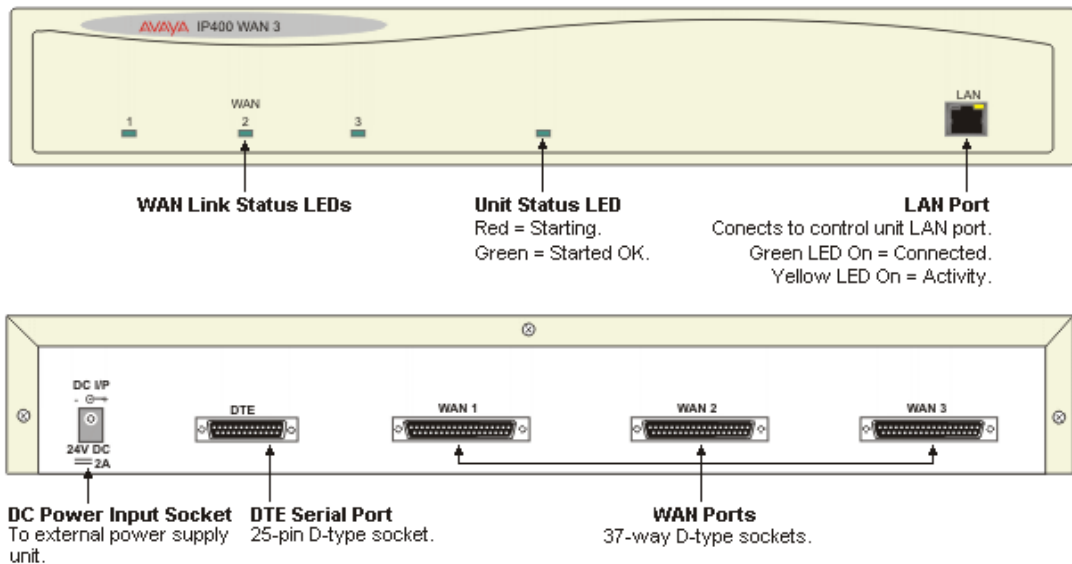 AVAYA IP400 WAN 3
WAN
1 2 3
LAN
WAN Link Status LEDs
Unit Status LED
Red = Starting.
Green = Started OK.
LAN Port
Conects to control unit LAN port.
Green LED On = Connected.
Yellow LED On = Activity.
DC I/P
- +
24V DC
2A
DTE
WAN 1
WAN 2
WAN 3
DC Power Input Socket
To external power supply
unit.
DTE Serial Port
25-pin D-type socket.
WAN Ports
37-way D-type sockets.